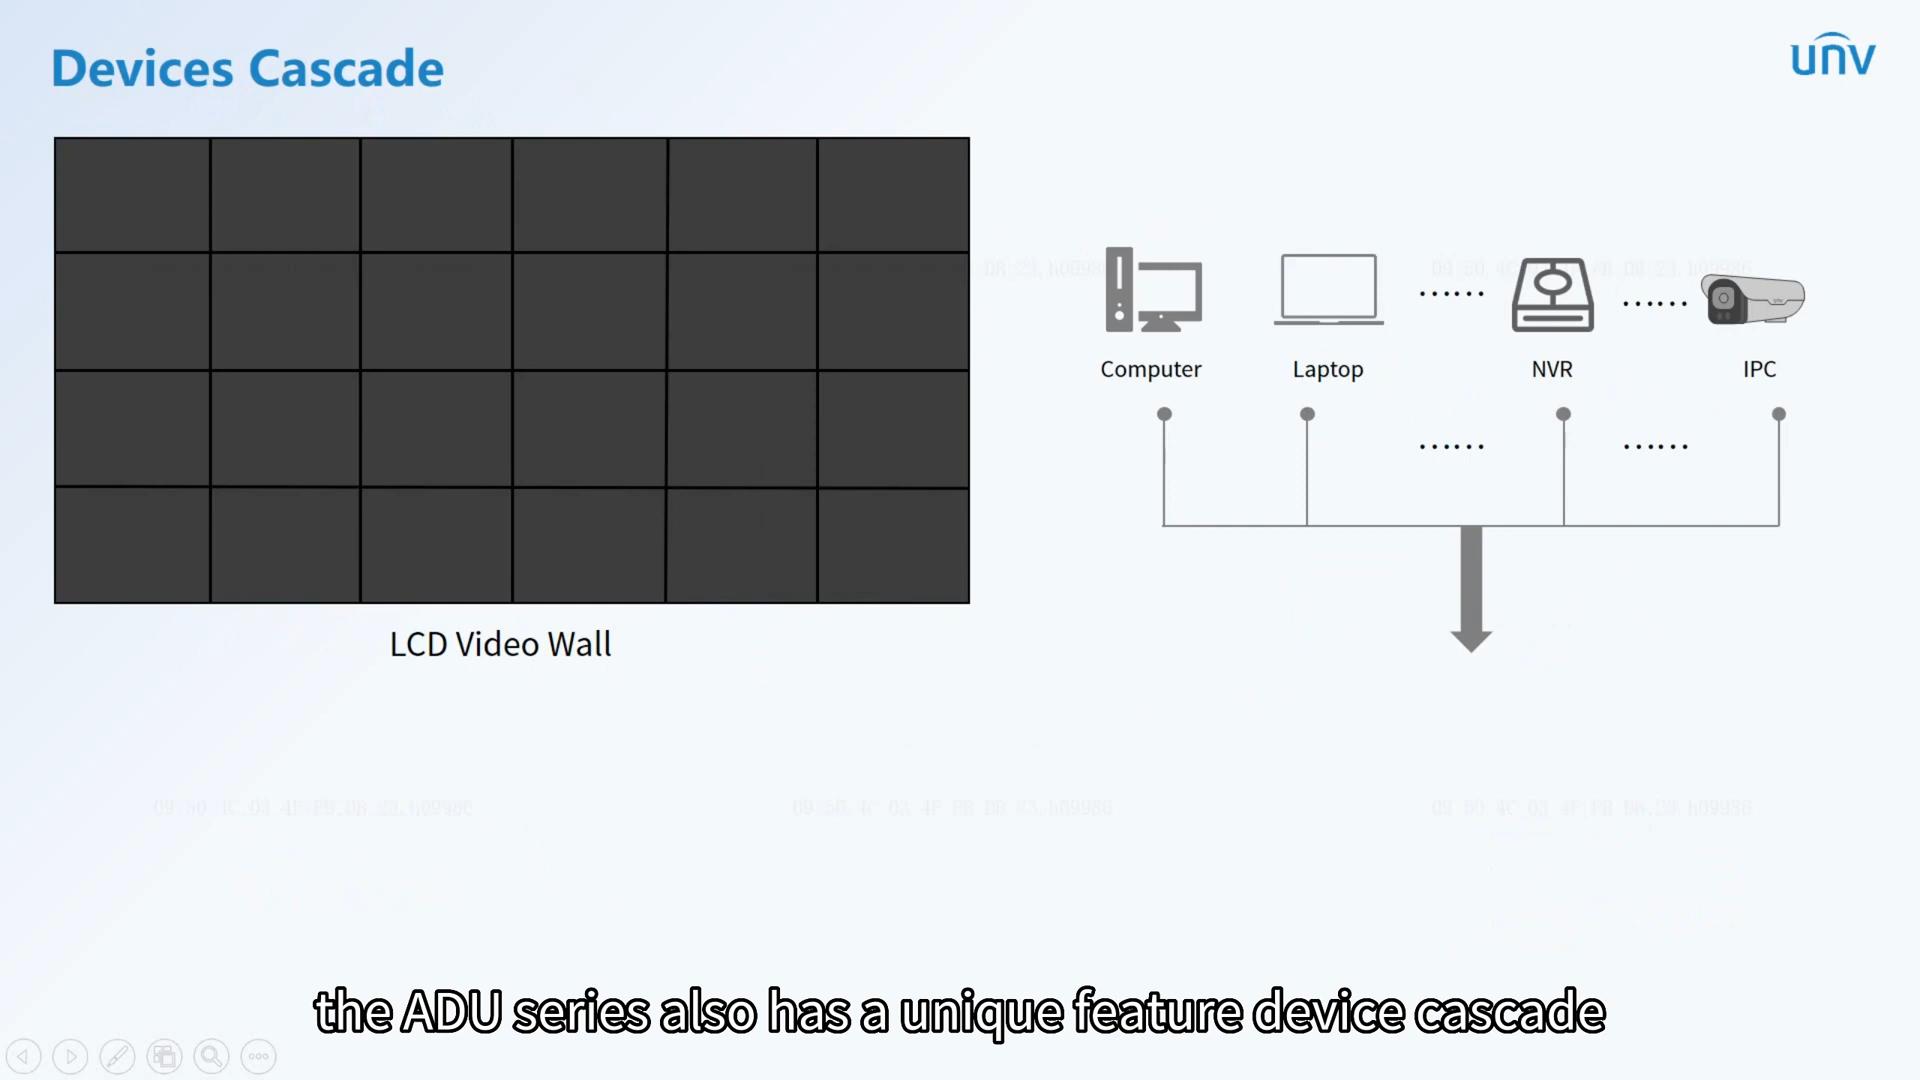 Devices Cascade
unv
Computer
Laptop
......
NVR
......
IPC
......
......
LCD Video Wall
the ADU series also has a unique feature device cascade